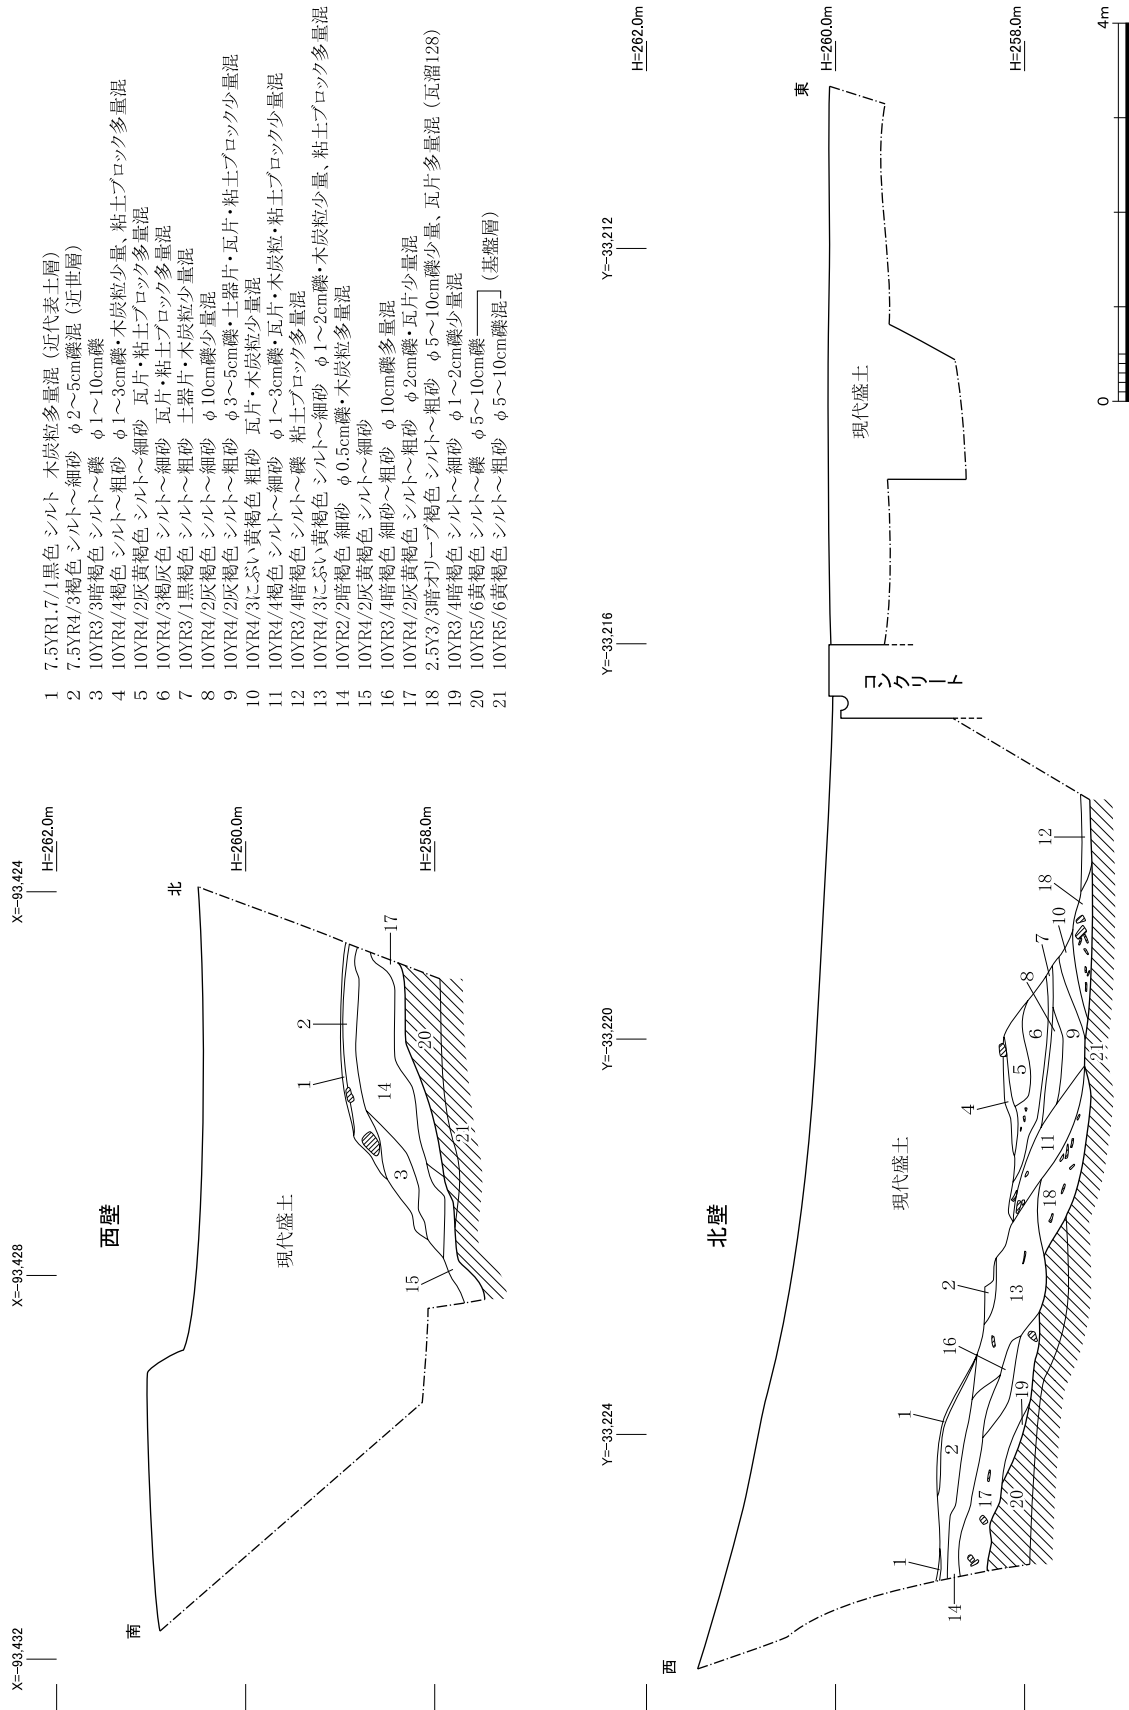 X=-93,432
X=-93,428
X=-93,424
西壁
南
北
H=262.0m
H=260.0m
H=258.0m
現代盛土
1
2
3
14
15
17
20
21
1 7.5YR1.7/1黒色 シルト 木炭粒多量混（近代表土層）
2 7.5YR4/3褐色 シルト～細砂 φ2～5cm礫混（近世層）
3 10YR3/3暗褐色 シルト～礫 φ1～10cm礫
4 10YR4/4褐色 シルト～粗砂 φ1～3cm礫・木炭粒少量、粘土ブロック多量混
5 10YR4/2灰黄褐色 シルト～細砂 瓦片・粘土ブロック多量混
6 10YR4/3褐灰色 シルト～細砂 瓦片・粘土ブロック多量混
7 10YR3/1黒褐色 シルト～粗砂 土器片・木炭粒少量混
8 10YR4/2灰褐色 シルト～細砂 φ10cm礫少量混
9 10YR4/2灰褐色 シルト～粗砂 φ3～5cm礫・土器片・瓦片・粘土ブロック少量混
10 10YR4/3にぶい黄褐色 粗砂 瓦片・木炭粒少量混
11 10YR4/4褐色 シルト～細砂 φ1～3cm礫・瓦片・木炭粒・粘土ブロック少量混
12 10YR3/4暗褐色 シルト～礫 粘土ブロック多量混
13 10YR4/3にぶい黄褐色 シルト～細砂 φ1～2cm礫・木炭粒少量、粘土ブロック多量混
14 10YR2/2暗褐色 細砂 φ0.5cm礫・木炭粒多量混
15 10YR4/2灰黄褐色 シルト～細砂
16 10YR3/4暗褐色 細砂～粗砂 φ10cm礫多量混
17 10YR4/2灰黄褐色 シルト～粗砂 φ2cm礫・瓦片少量混
18 2.5Y3/3暗オリーブ褐色 シルト～粗砂 φ5～10cm礫少量、瓦片多量混（瓦溜128）
19 10YR3/4暗褐色 シルト～細砂 φ1～2cm礫少量混
20 10YR5/6黄褐色 シルト～礫 φ5～10cm礫
21 10YR5/6黄褐色 シルト～粗砂 φ5～10cm礫混
（基盤層）
Y=-33,224
Y=-33,220
Y=-33,216
Y=-33,212
北壁
西
東
H=262.0m
H=260.0m
H=258.0m
現代盛土
現代盛土
コンクリート
1
1
2
2
4
5
6
7
8
9
10
11
12
13
14
16
17
18
18
19
20
21
0
4m